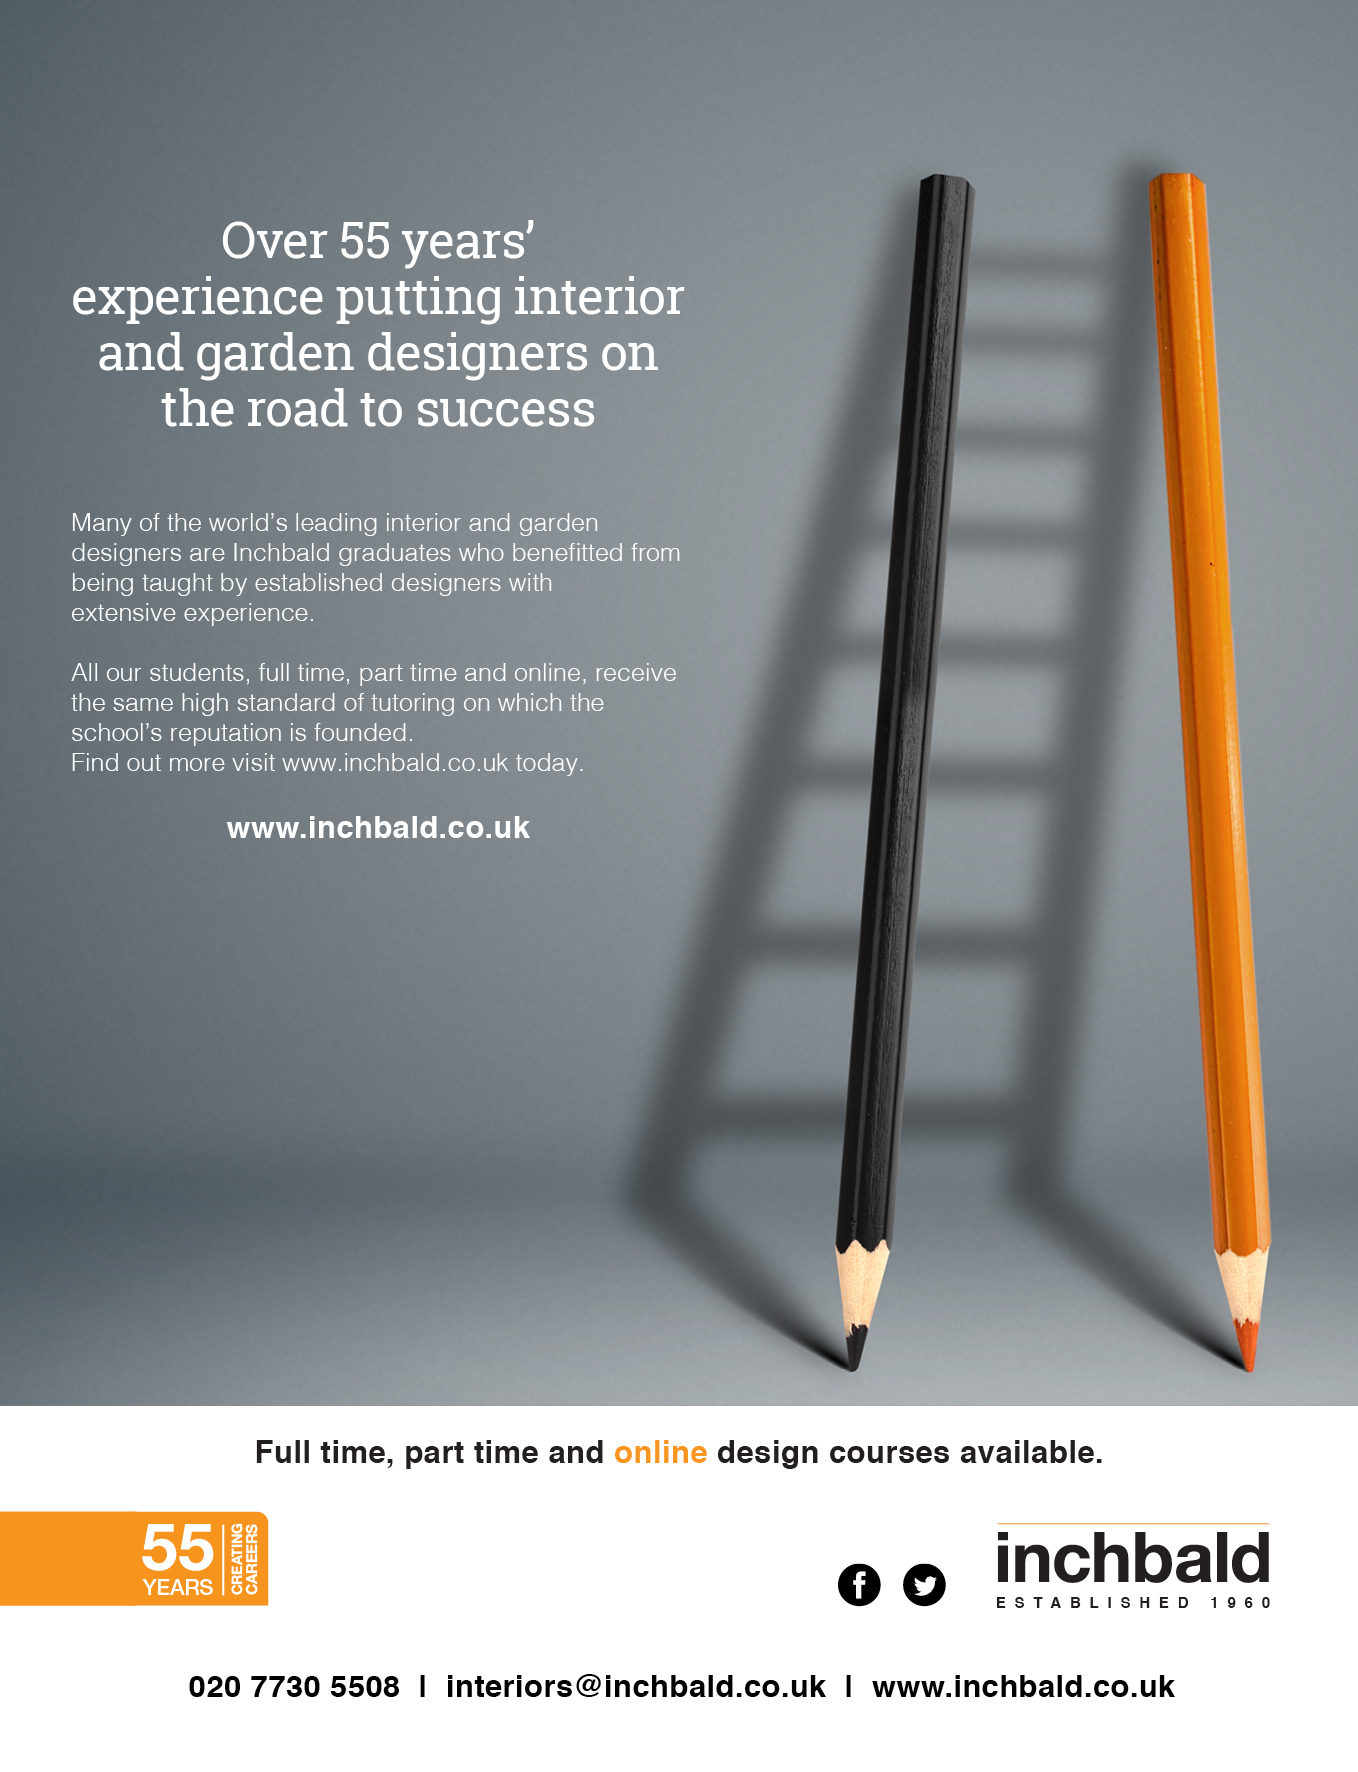 Over 55 years’
experience putting interior
and garden designers on
the road to success
Many of the world’s leading interior and garden
designers are Inchbald graduates who benefitted from
being taught by established designers with
extensive experience.
All our students, full time, part time and online, receive
the same high standard of tutoring on which the
school’s reputation is founded.
Find out more visit www.inchbald.co.uk today.
www.inchbald.co.uk
Full time, part time and online design courses available.
55
YEARS
CREATING
CAREERS
inchbald
ESTABLISHED 1960
020 7730 5508 | interiors@inchbald.co.uk | www.inchbald.co.uk